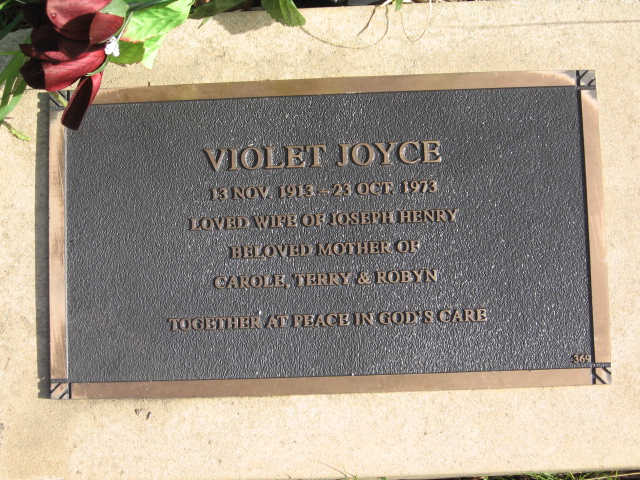 VIOLET JOYCE
13 NOV. 1913 - 23 OCT. 1973
LOVED WIFE OF JOSEPH HENRY
BELOVED MOTHER OF
CAROLE, TERRY & ROBYN
TOGETHER AT PEACE IN GOD'S CARE
369